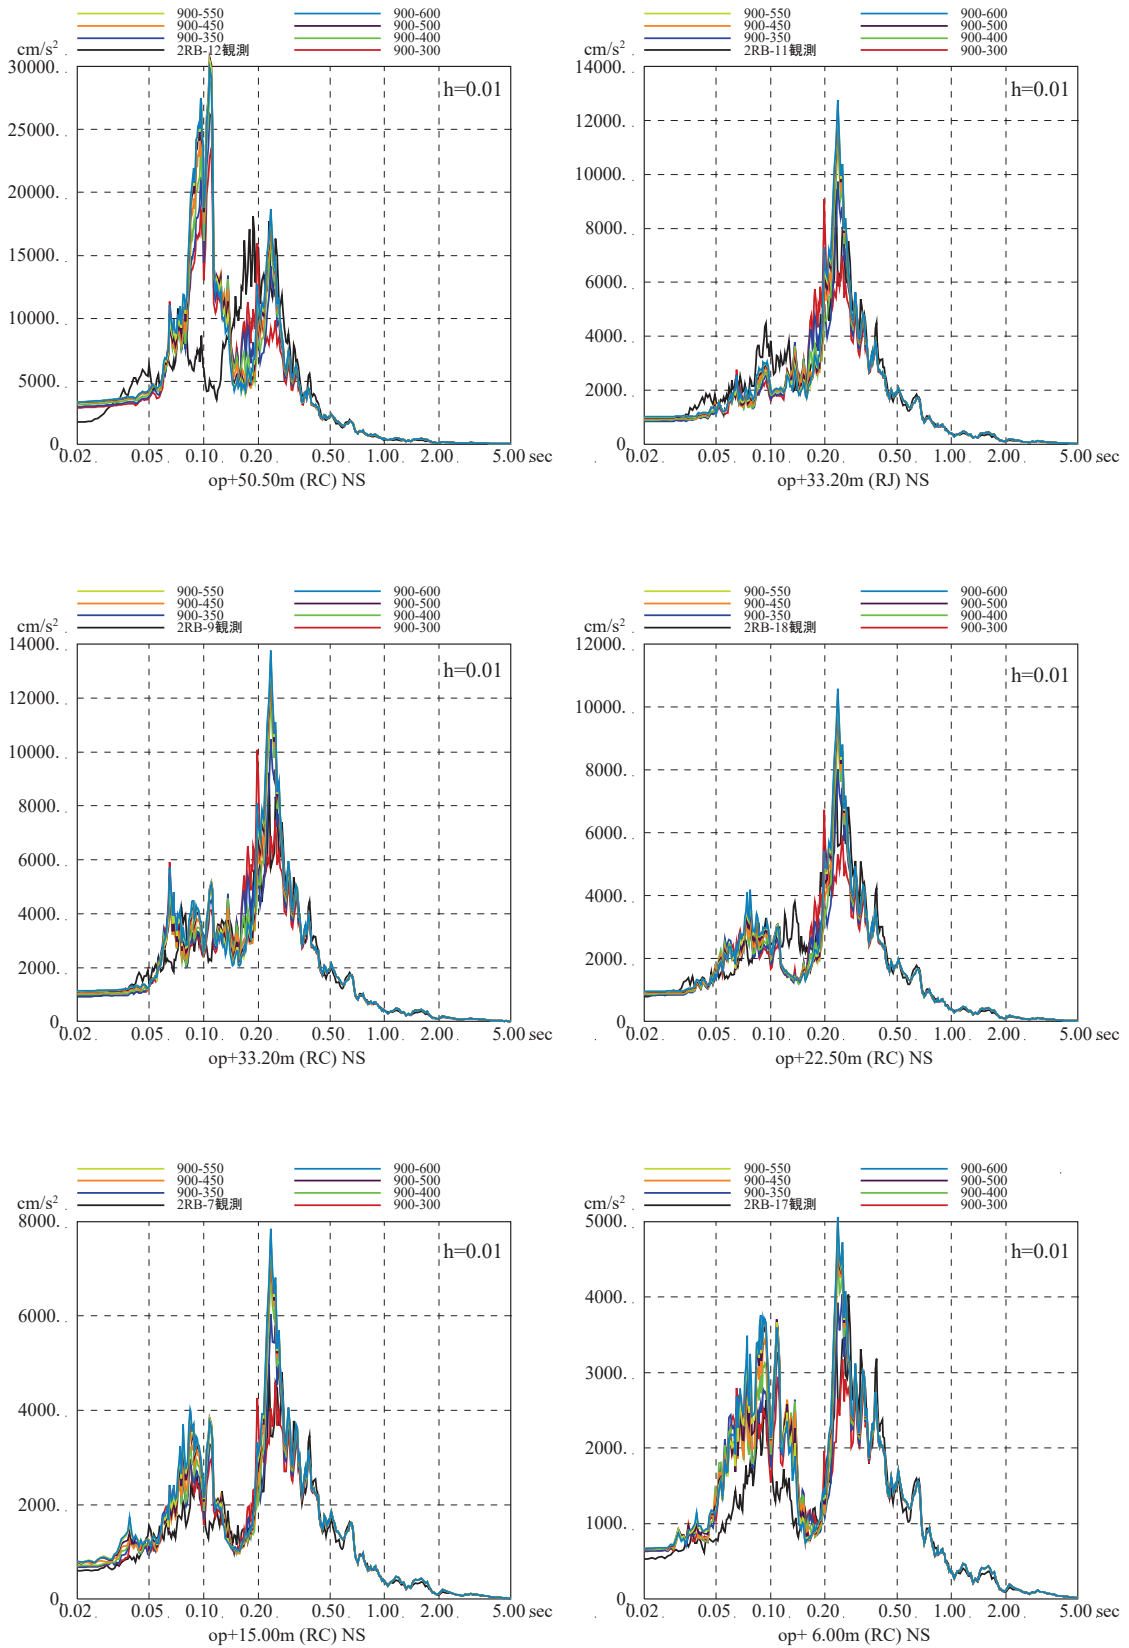 900-550 900-600
900-450 900-500
900-350 900-400
2RB-12観測 900-300
cm/s²
h=0.01
30000.
25000.
20000.
15000.
10000.
5000.
0.
0.02 0.05 0.10 0.20 0.50 1.00 2.00 5.00 sec
op+50.50m (RC) NS
900-550 900-600
900-450 900-500
900-350 900-400
2RB-11観測 900-300
cm/s²
h=0.01
14000.
12000.
10000.
8000.
6000.
4000.
2000.
0.
0.02 0.05 0.10 0.20 0.50 1.00 2.00 5.00 sec
op+33.20m (RJ) NS
900-550 900-600
900-450 900-500
900-350 900-400
2RB-9観測 900-300
cm/s²
h=0.01
14000.
12000.
10000.
8000.
6000.
4000.
2000.
0.
0.02 0.05 0.10 0.20 0.50 1.00 2.00 5.00 sec
op+33.20m (RC) NS
900-550 900-600
900-450 900-500
900-350 900-400
2RB-18観測 900-300
cm/s²
h=0.01
12000.
10000.
8000.
6000.
4000.
2000.
0.
0.02 0.05 0.10 0.20 0.50 1.00 2.00 5.00 sec
op+22.50m (RC) NS
900-550 900-600
900-450 900-500
900-350 900-400
2RB-7観測 900-300
cm/s²
h=0.01
8000.
6000.
4000.
2000.
0.
0.02 0.05 0.10 0.20 0.50 1.00 2.00 5.00 sec
op+15.00m (RC) NS
900-550 900-600
900-450 900-500
900-350 900-400
2RB-17観測 900-300
cm/s²
h=0.01
5000.
4000.
3000.
2000.
1000.
0.
0.02 0.05 0.10 0.20 0.50 1.00 2.00 5.00 sec
op+ 6.00m (RC) NS